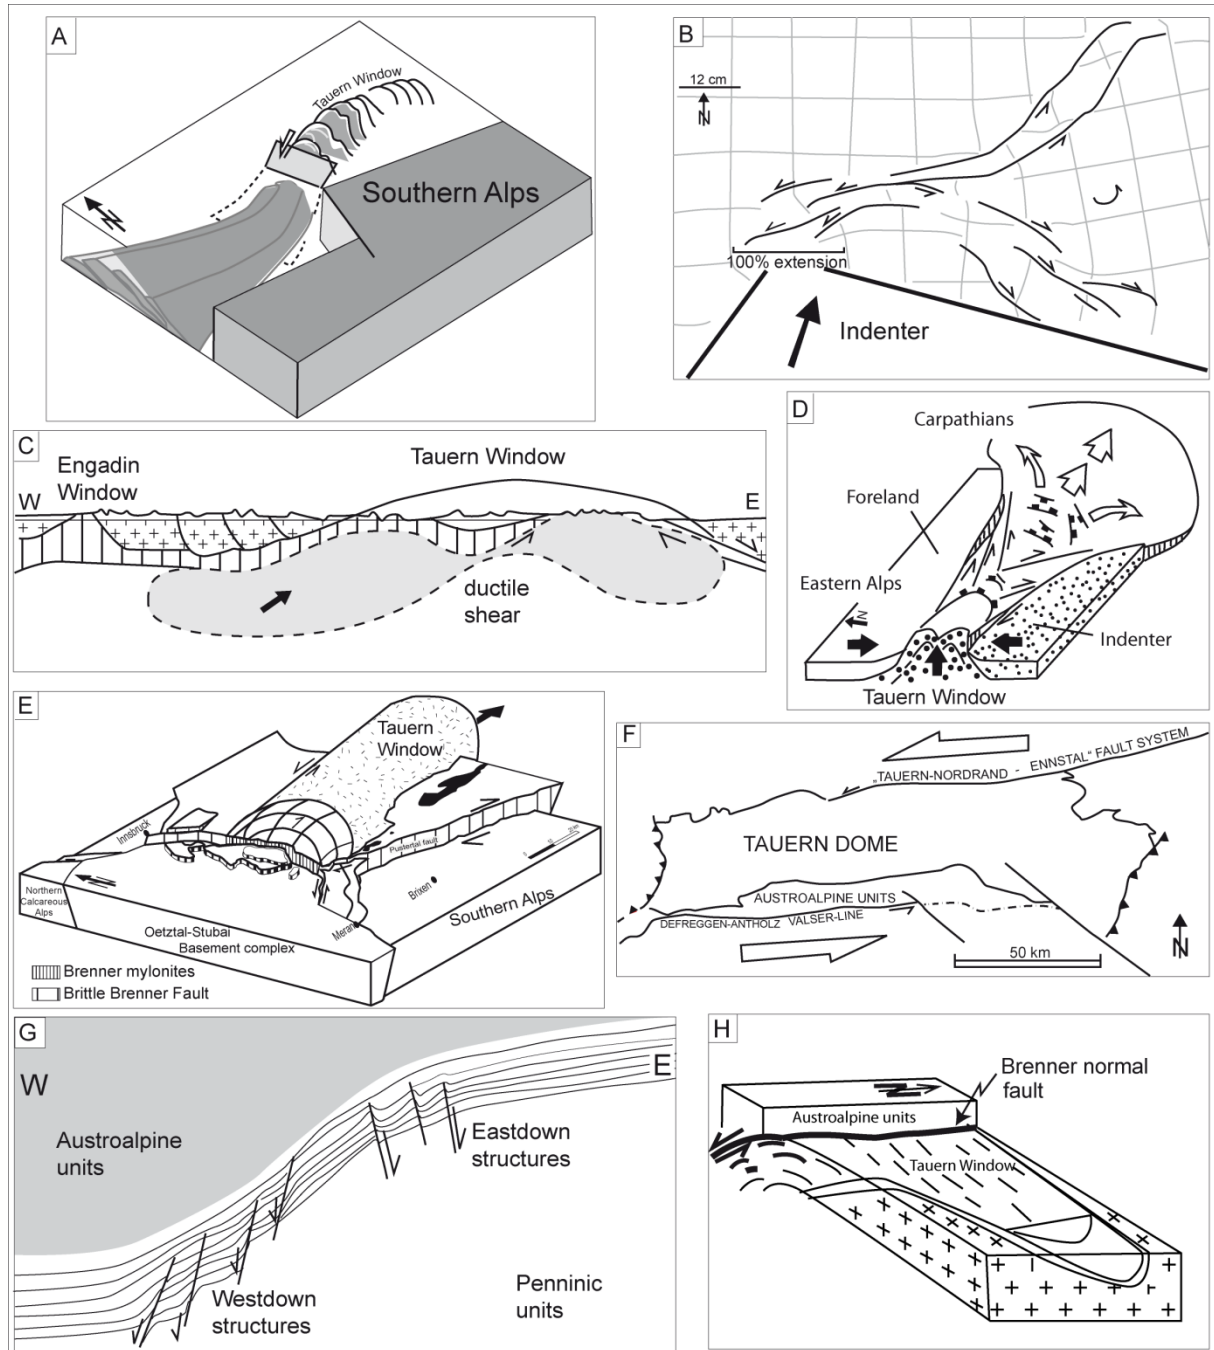 A
Tauern Window
Southern Alps
N
B
12 cm
N
100% extension
Indenter
C
Engadin
Window
Tauern Window
W
E
ductile
shear
D
Carpathians
Foreland
Eastern Alps
N
Indenter
Tauern Window
E
Tauern
Window
Innsbruck
Pustertal fault
Brixen
Northern
Calcareous
Alps
Meran
Southern Alps
Oetztal-Stubai
Basement complex
Brenner mylonites
Brittle Brenner Fault
F
„TAUERN-NORDRAND - ENNSTAL“ FAULT SYSTEM
TAUERN DOME
AUSTROALPINE UNITS
DEFREGGEN-ANTHOLZ VALSER-LINE
N
50 km
G
W
E
Austroalpine
units
Eastdown
structures
Westdown
structures
Penninic
units
H
Brenner normal
fault
Austroalpine units
Tauern Window